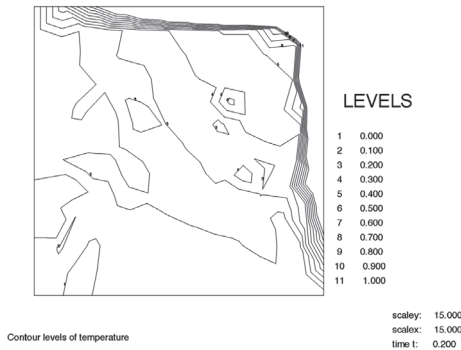 LEVELS
1 0.000
2 0.100
3 0.200
4 0.300
5 0.400
6 0.500
7 0.600
8 0.700
9 0.800
10 0.900
11 1.000
scaley: 15.000
scalex: 15.000
time t: 0.200
Contour levels of temperature